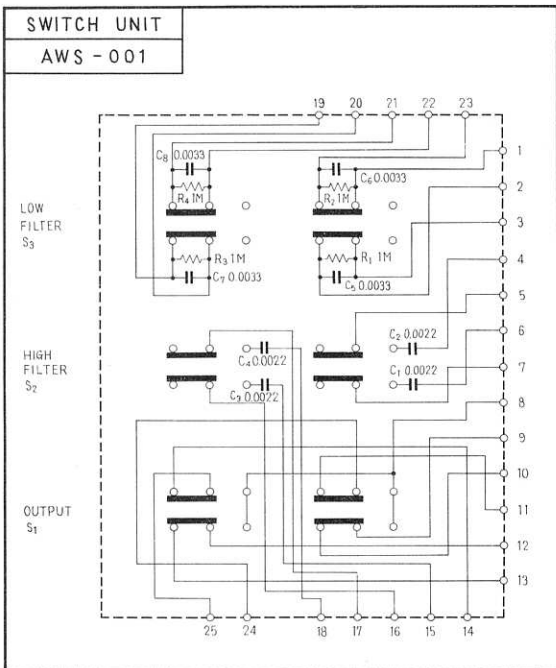 SWITCH UNIT
AWS-001
19 20 21 22 23
C8 0.0033
C6 0.0033
1
R4 1M
R2 1M
2
LOW
FILTER
S3
3
R3 1M
R1 1M
4
C7 0.0033
C5 0.0033
5
C2 0.0022
6
HIGH
FILTER
S2
C4 0.0022
C1 0.0022
7
C3 0.0022
8
9
10
OUTPUT
S1
11
12
13
25 24 18 17 16 15 14